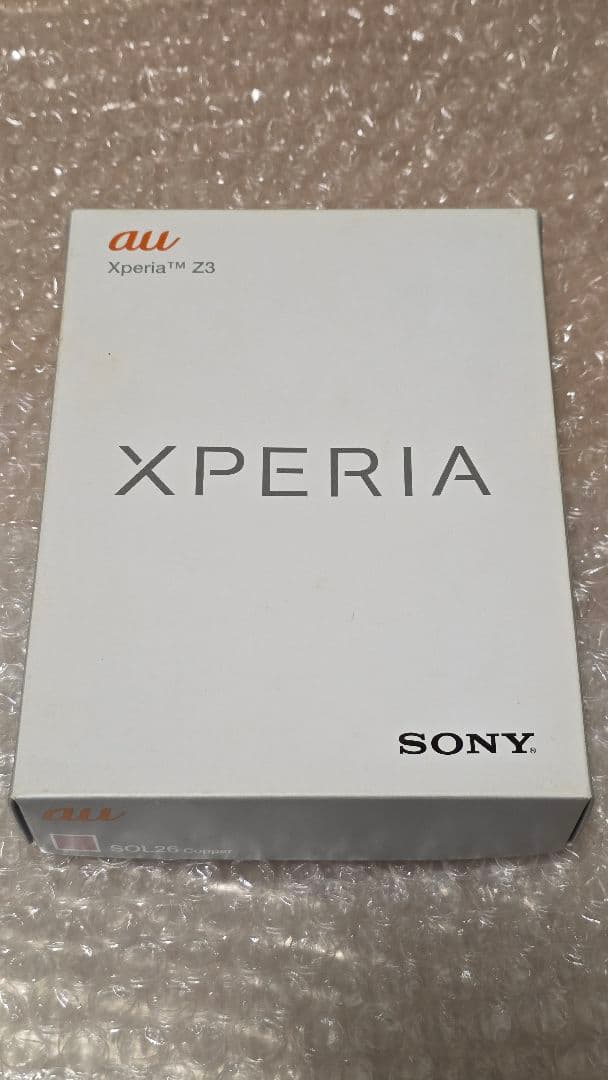 au
Xperia™ Z3
XPERIA
SONY®
au
SOL26 Copper